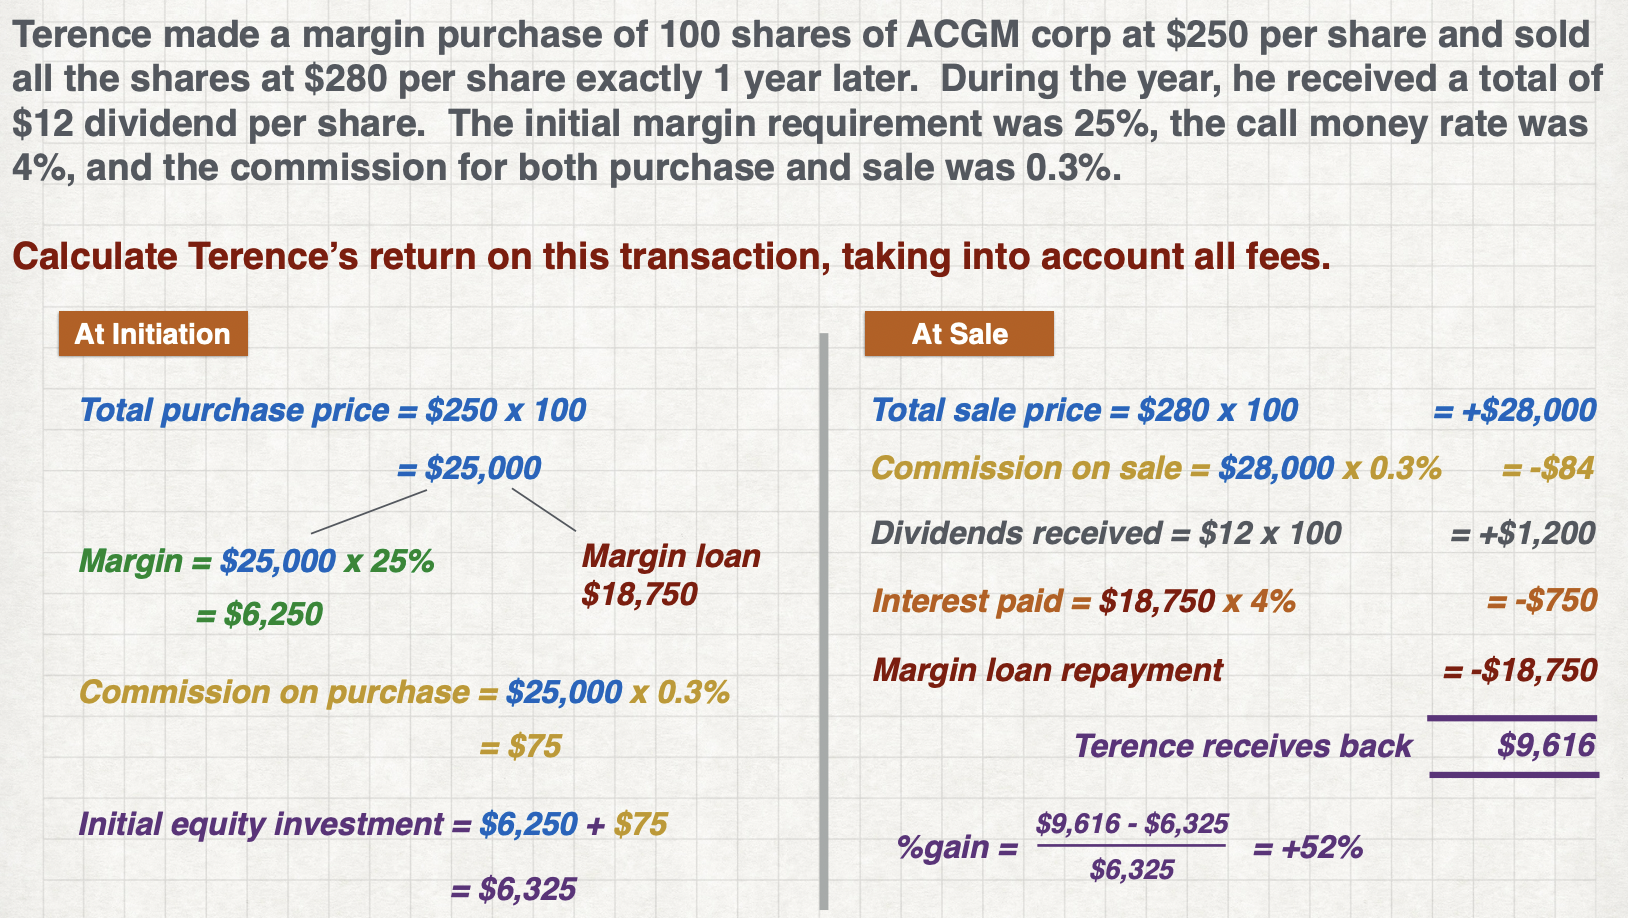 Terence made a margin purchase of 100 shares of ACGM corp at $250 per share and sold
all the shares at $280 per share exactly 1 year later.  During the year, he received a total of
$12 dividend per share.  The initial margin requirement was 25%, the call money rate was
4%, and the commission for both purchase and sale was 0.3%.
Calculate Terence’s return on this transaction, taking into account all fees.
At Initiation
Total purchase price = $250 x 100
= $25,000
Margin = $25,000 x 25%
= $6,250
Margin loan
$18,750
Commission on purchase = $25,000 x 0.3%
= $75
Initial equity investment = $6,250 + $75
= $6,325
At Sale
Total sale price = $280 x 100 = +$28,000
Commission on sale = $28,000 x 0.3% = -$84
Dividends received = $12 x 100 = +$1,200
Interest paid = $18,750 x 4% = -$750
Margin loan repayment = -$18,750
Terence receives back $9,616
$9,616 - $6,325
%gain = = +52%
$6,325